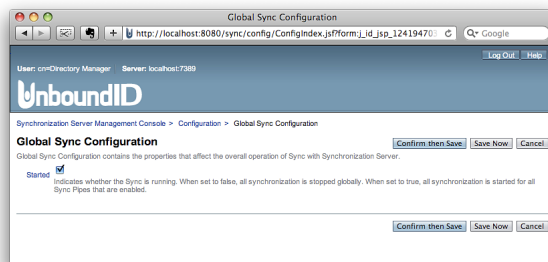 Global Sync Configuration
http://localhost:8080/sync/config/ConfigIndex.jsf?form:j_id_jsp_124194703
Google
Log Out Help
User: cn=Directory Manager Server: localhost:7389
UnboundID
Synchronization Server Management Console > Configuration > Global Sync Configuration
Global Sync Configuration
Confirm then Save Save Now Cancel
Global Sync Configuration contains the properties that affect the overall operation of Sync with Synchronization Server.
Started
Indicates whether the Sync is running. When set to false, all synchronization is stopped globally. When set to true, all synchronization is started for all
Sync Pipes that are enabled.
Confirm then Save Save Now Cancel